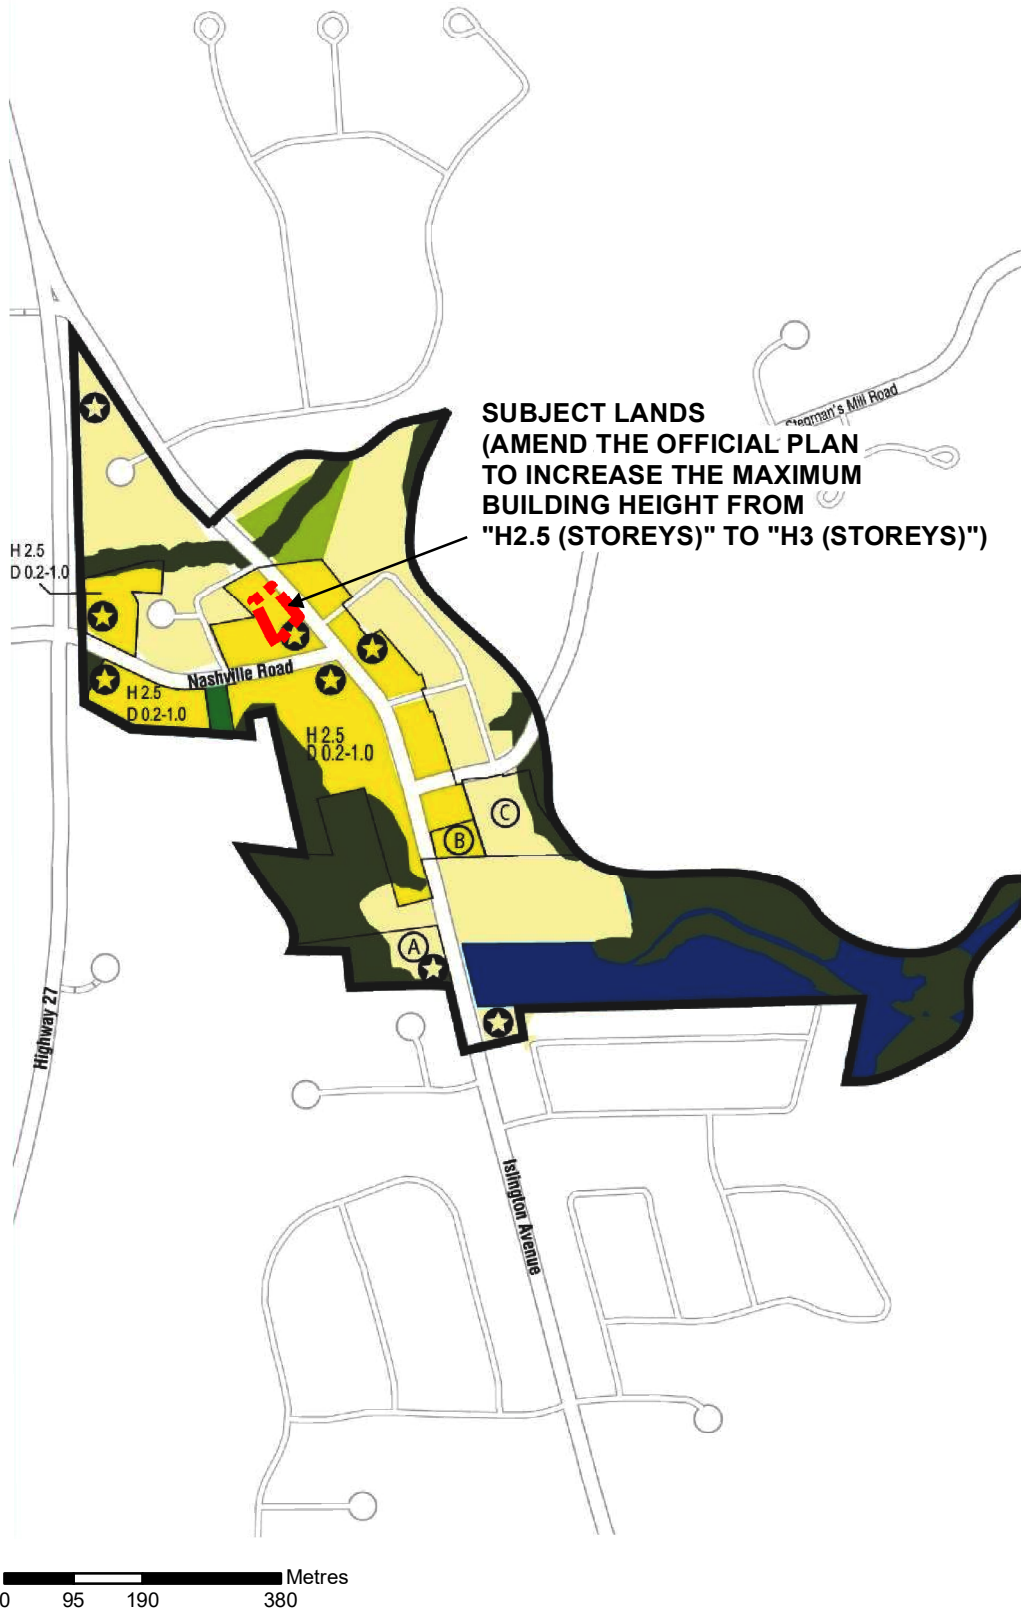 Stegman's Mill Road
SUBJECT LANDS
(AMEND THE OFFICIAL PLAN
TO INCREASE THE MAXIMUM
BUILDING HEIGHT FROM
"H2.5 (STOREYS)" TO "H3 (STOREYS)")
H 2.5
D 0.2-1.0
Nashville Road
H 2.5
D 0.2-1.0
H 2.5
D 0.2-1.0
C
B
A
Highway 27
Islington Avenue
Metres
0 95 190 380